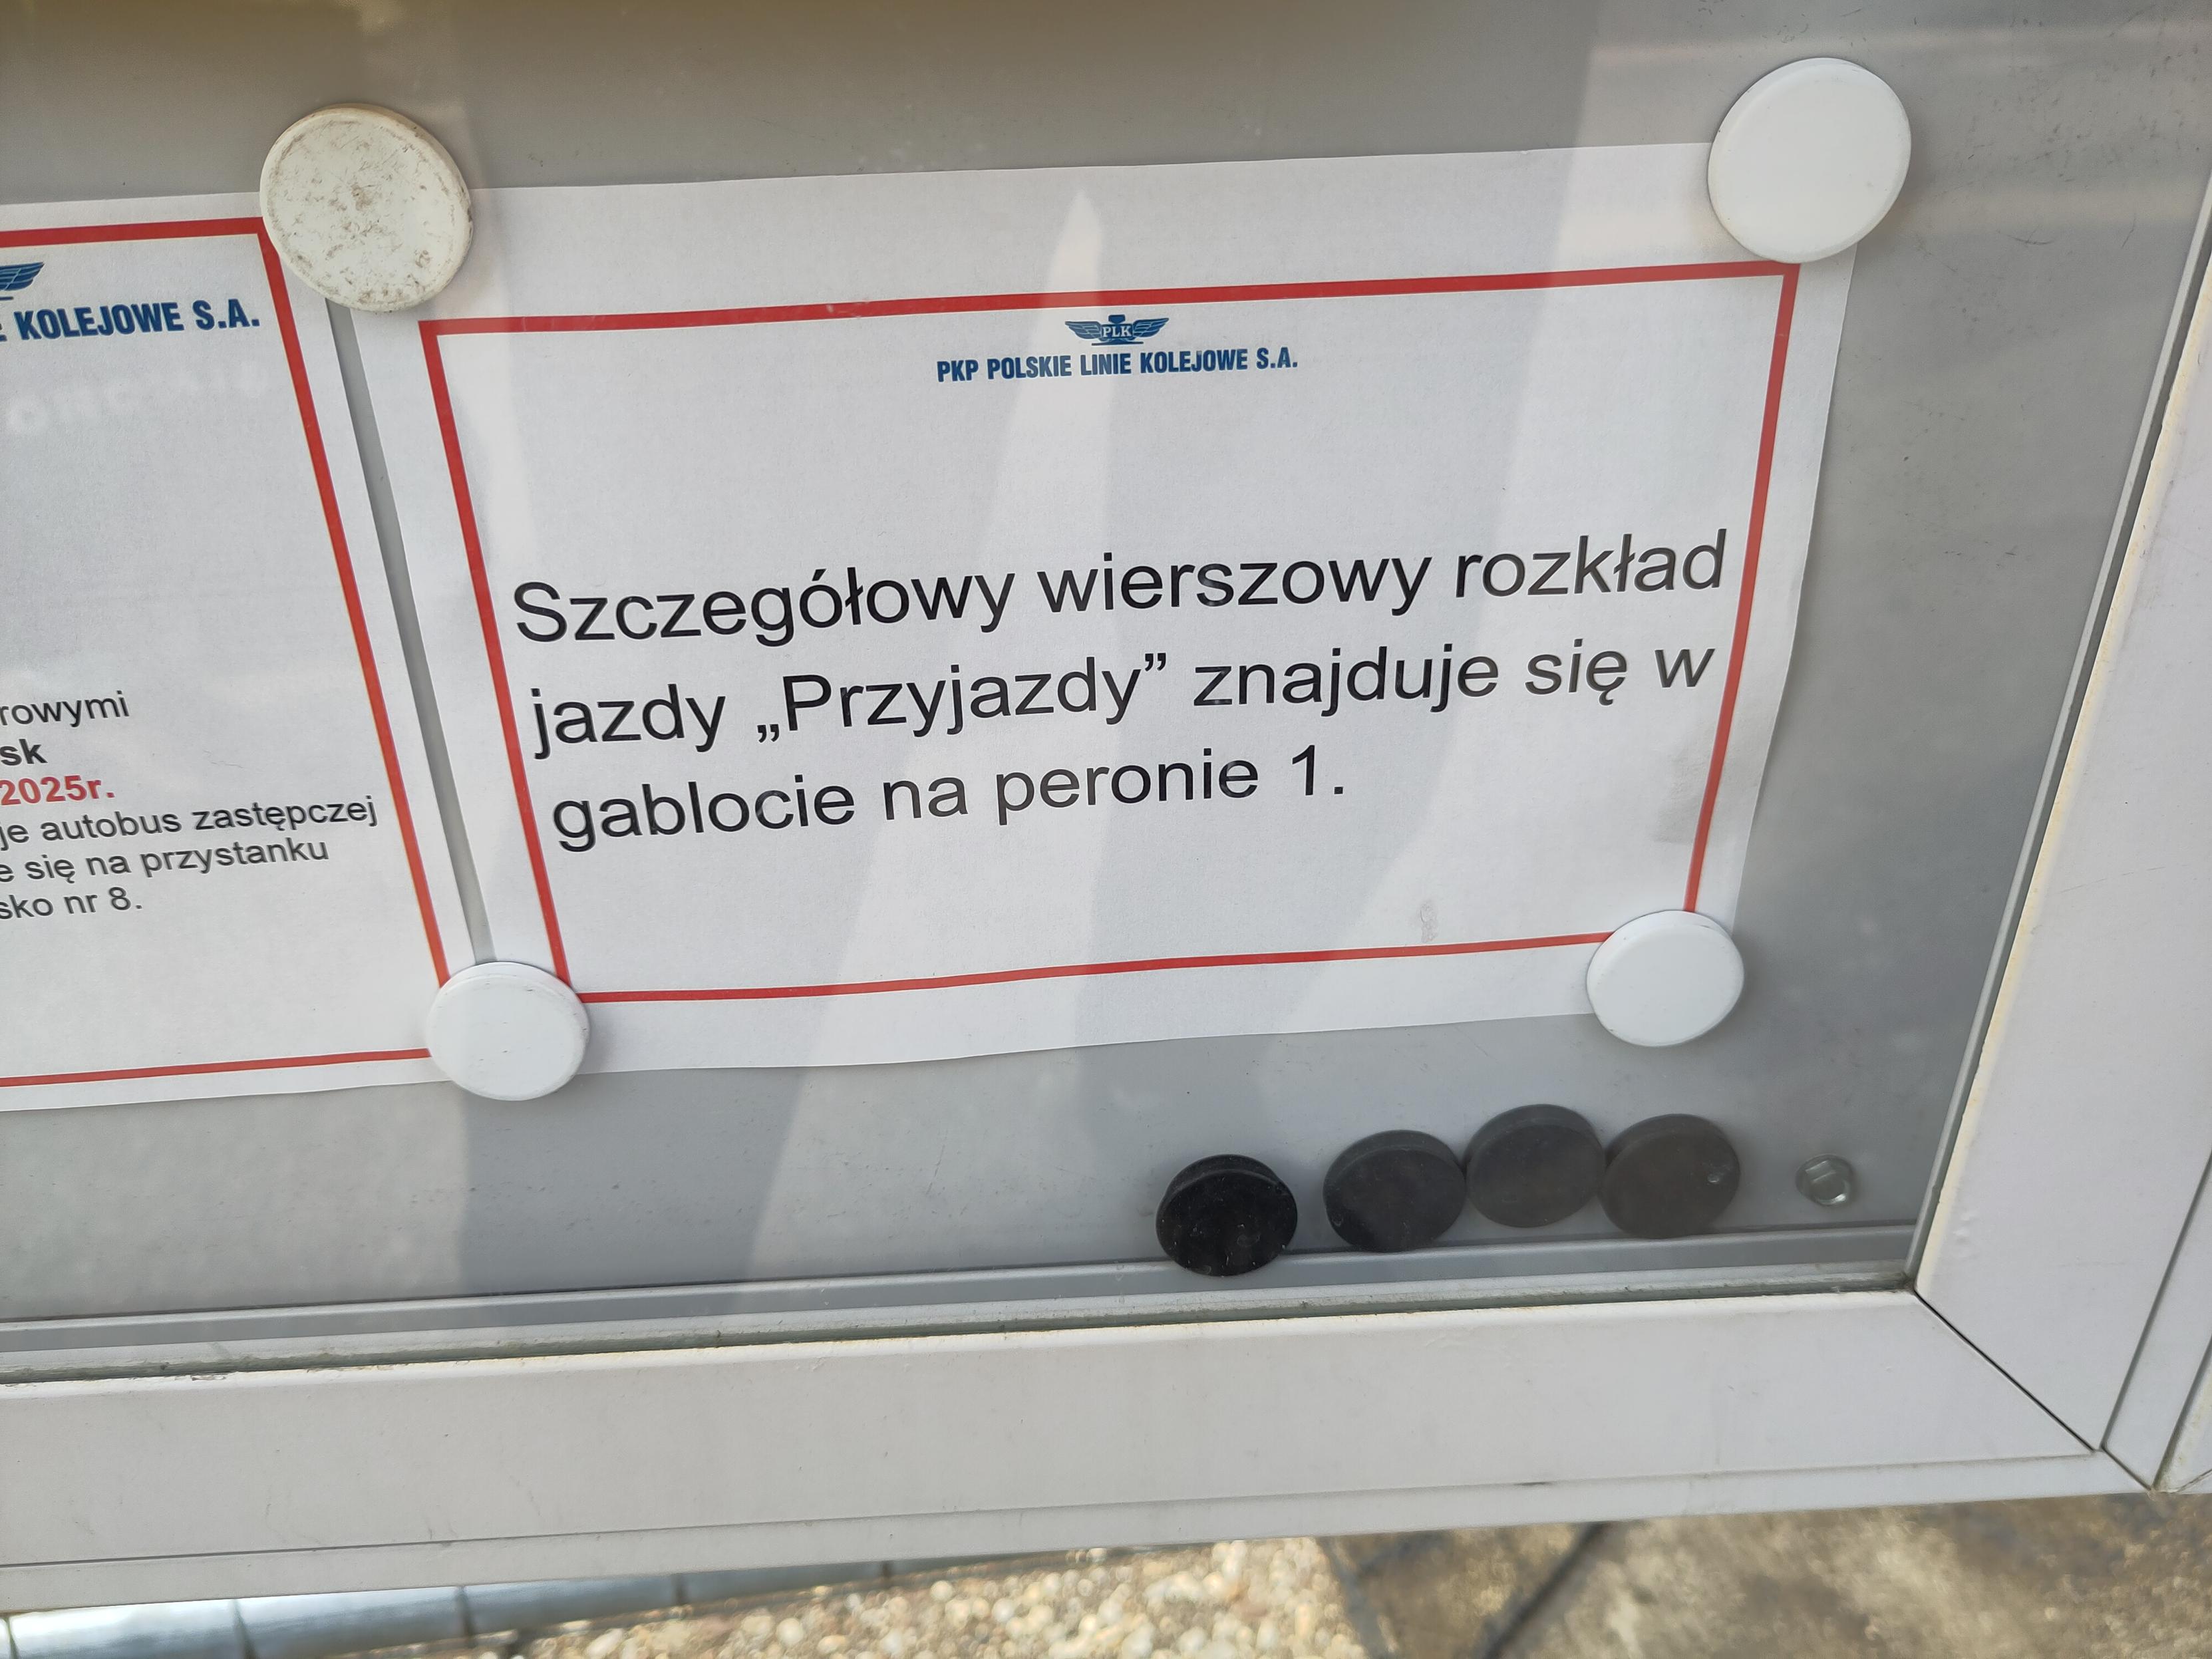 KOLEJOWE S.A.
rowymi
sk
2025r.
je autobus zastępczej
e się na przystanku
sko nr 8.
PLK
PKP POLSKIE LINIE KOLEJOWE S.A.
Szczegółowy wierszowy rozkład
jazdy „Przyjazdy” znajduje się w
gablocie na peronie 1.